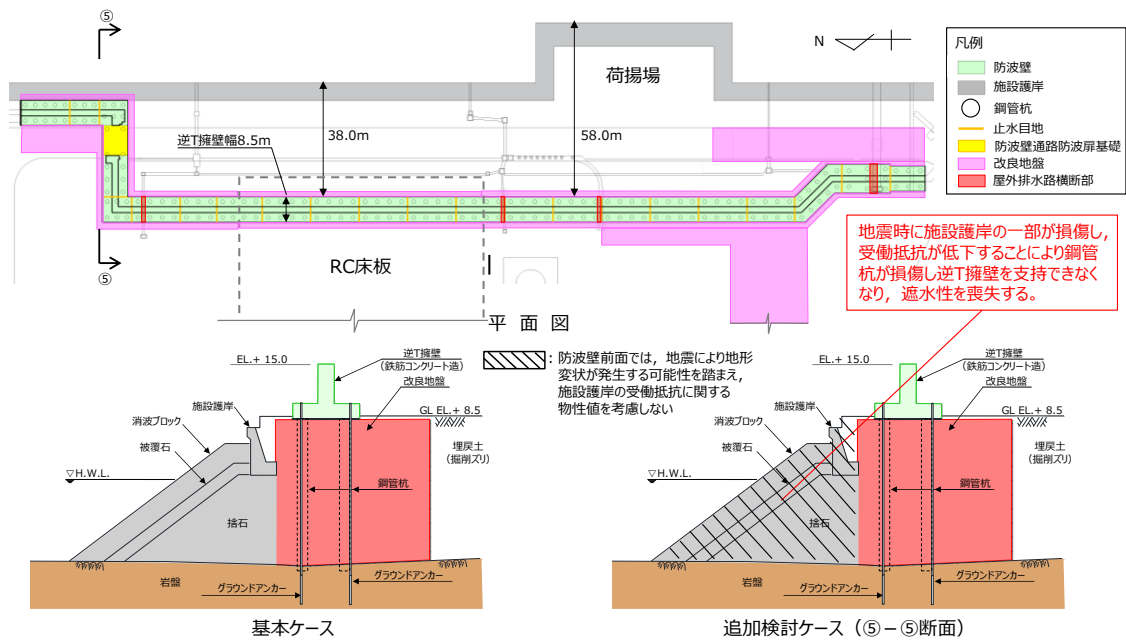 ⑤
荷揚場
N
凡例
防波壁
施設護岸
鋼管杭
止水目地
防波壁通路防波扉基礎
改良地盤
屋外排水路横断部
38.0m
58.0m
逆T擁壁幅8.5m
RC床板
⑤
平 面 図
地震時に施設護岸の一部が損傷し，
受働抵抗が低下することにより鋼管
杭が損傷し逆T擁壁を支持できなく
なり，遮水性を喪失する。
：防波壁前面では，地震により地形
変状が発生する可能性を踏まえ，
施設護岸の受働抵抗に関する
物性値を考慮しない
EL.+ 15.0
逆T擁壁
(鉄筋コンクリート造)
改良地盤
GL EL.+ 8.5
施設護岸
消波ブロック
被覆石
埋戻土
(掘削ズリ)
▽H.W.L.
鋼管杭
捨石
岩盤
グラウンドアンカー
グラウンドアンカー
基本ケース
EL.+ 15.0
逆T擁壁
(鉄筋コンクリート造)
改良地盤
GL EL.+ 8.5
施設護岸
消波ブロック
被覆石
埋戻土
(掘削ズリ)
▽H.W.L.
鋼管杭
捨石
岩盤
グラウンドアンカー
グラウンドアンカー
追加検討ケース（⑤－⑤断面）